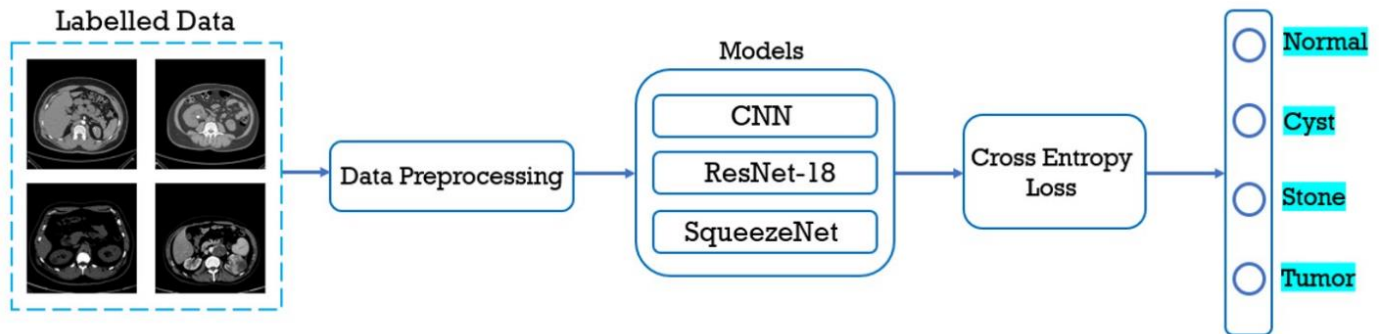 Labelled Data
Data Preprocessing
Models
CNN
ResNet-18
SqueezeNet
Cross Entropy
Loss
Normal
Cyst
Stone
Tumor